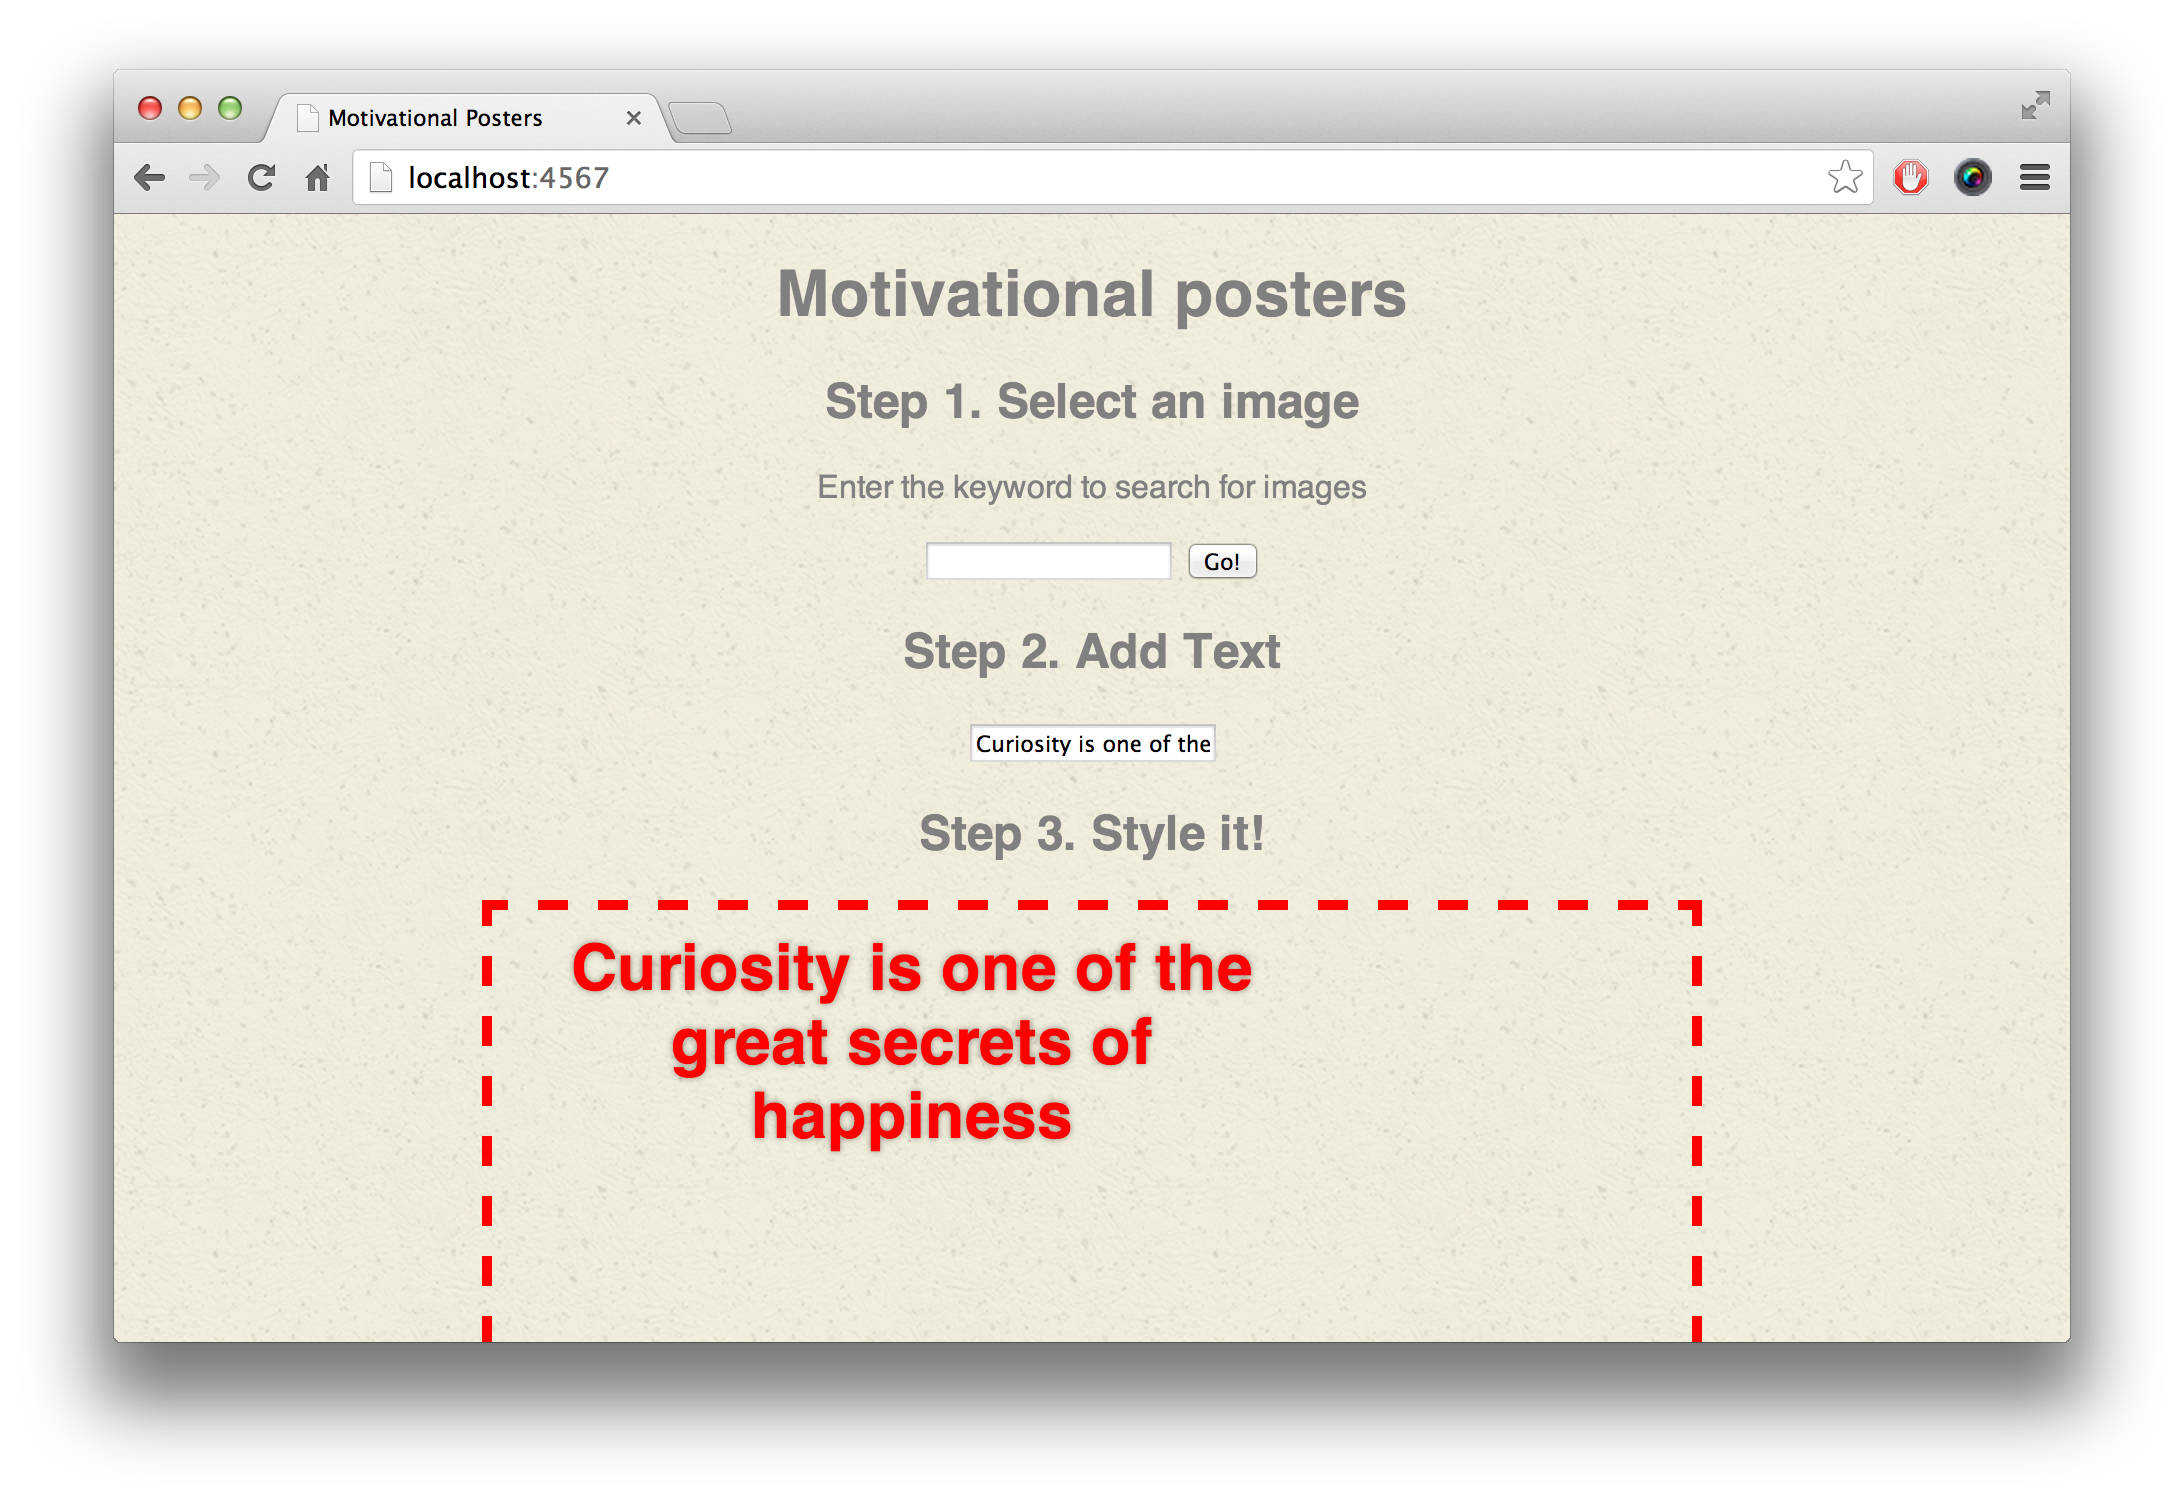 Motivational Posters
localhost:4567
Motivational posters
Step 1. Select an image
Enter the keyword to search for images
Go!
Step 2. Add Text
Curiosity is one of the
Step 3. Style it!
Curiosity is one of the
great secrets of
happiness